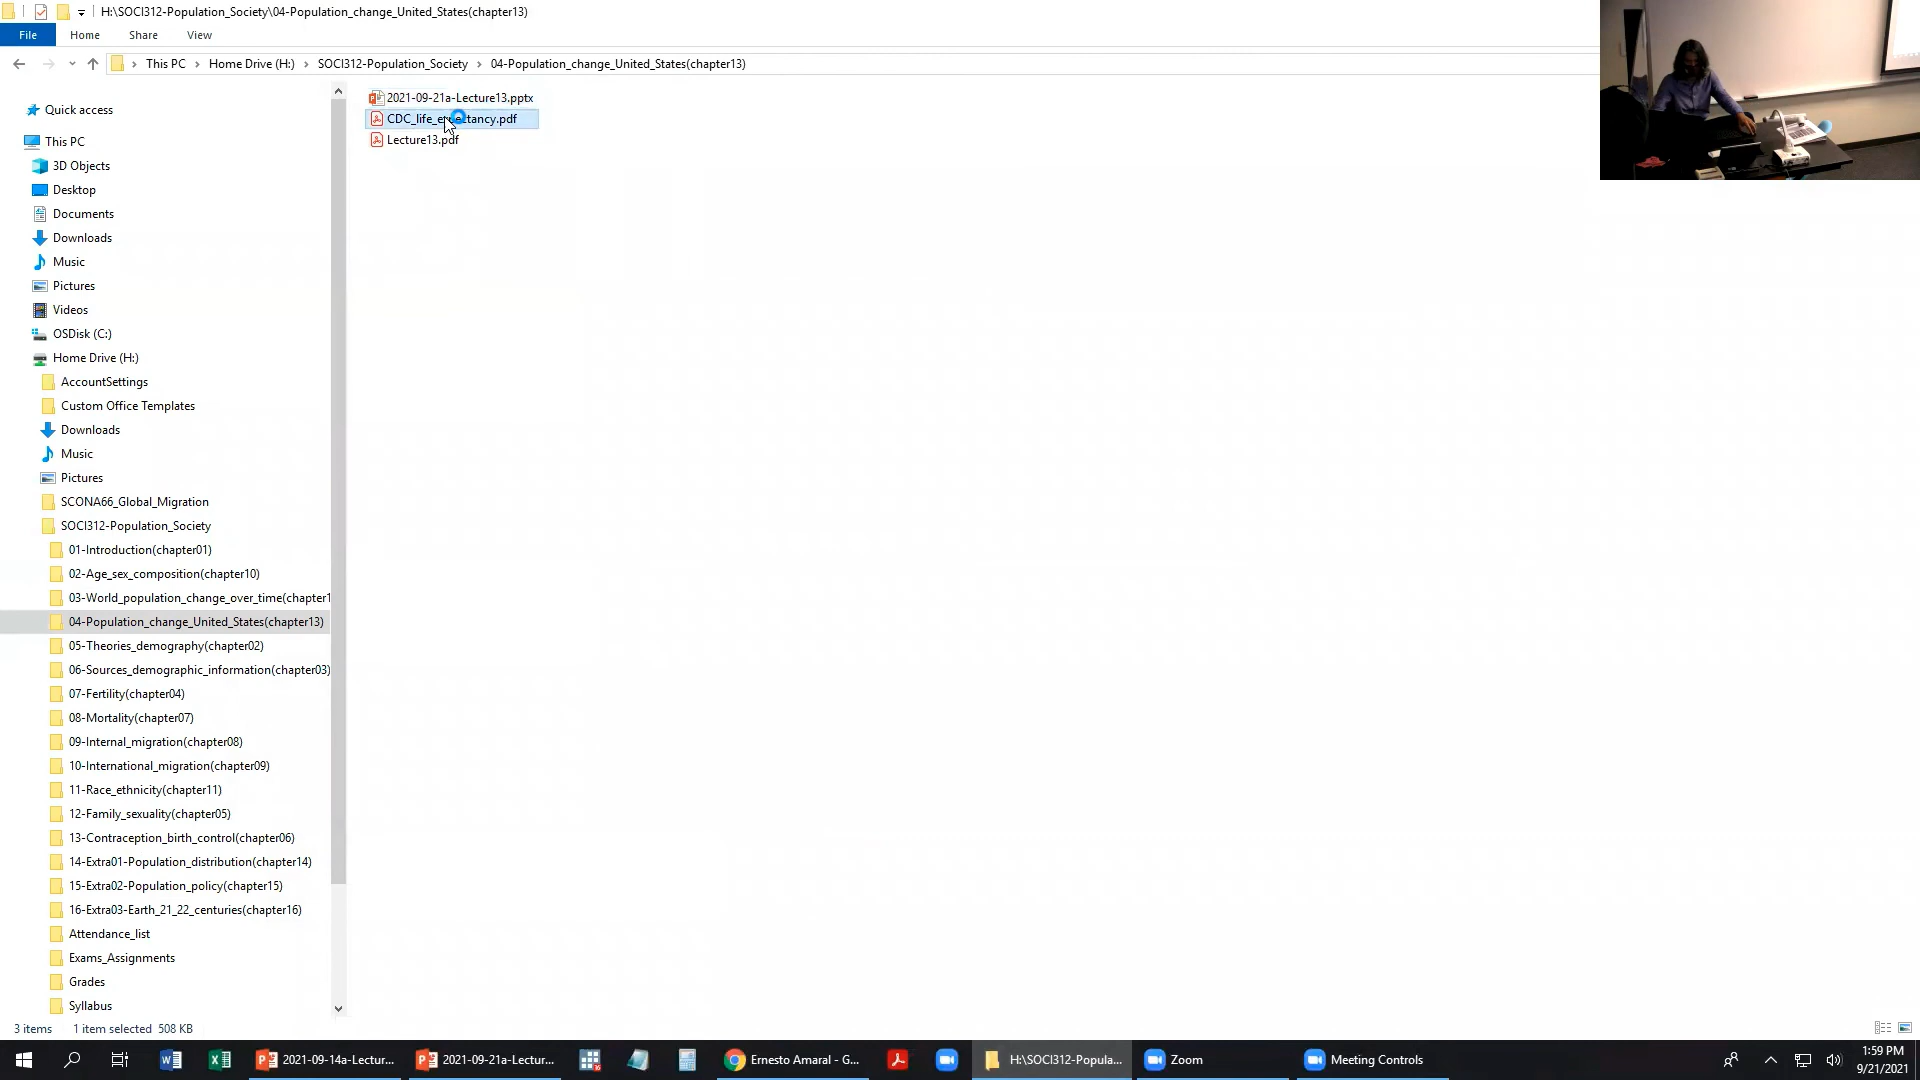 H:\SOCI312-Population_Society\04-Population_change_United_States(chapter13)
File Home Share View
This PC Home Drive (H:) SOCI312-Population_Society 04-Population_change_United_States(chapter13)
2021-09-21a-Lecture13.pptx
CDC_life_expectancy.pdf
Lecture13.pdf
Quick access
This PC
3D Objects
Desktop
Documents
Downloads
Music
Pictures
Videos
OSDisk (C:)
Home Drive (H:)
AccountSettings
Custom Office Templates
Downloads
Music
Pictures
SCONA66_Global_Migration
SOCI312-Population_Society
01-Introduction(chapter01)
02-Age_sex_composition(chapter10)
03-World_population_change_over_time(chapter1
04-Population_change_United_States(chapter13)
05-Theories_demography(chapter02)
06-Sources_demographic_information(chapter03)
07-Fertility(chapter04)
08-Mortality(chapter07)
09-Internal_migration(chapter08)
10-International_migration(chapter09)
11-Race_ethnicity(chapter11)
12-Family_sexuality(chapter05)
13-Contraception_birth_control(chapter06)
14-Extra01-Population_distribution(chapter14)
15-Extra02-Population_policy(chapter15)
16-Extra03-Earth_21_22_centuries(chapter16)
Attendance_list
Exams_Assignments
Grades
Syllabus
3 items 1 item selected 508 KB
2021-09-14a-Lectur... 2021-09-21a-Lectur... Ernesto Amaral - G... H:\SOCI312-Popula... Zoom Meeting Controls
1:59 PM
9/21/2021